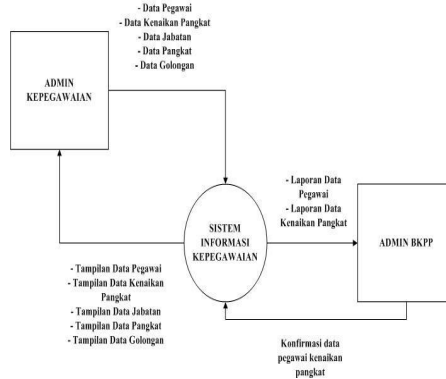 - Data Pegawai
- Data Kenaikan Pangkat
- Data Jabatan
- Data Pangkat
- Data Golongan
ADMIN
KEPEGAWAIAN
- Laporan Data
Pegawai
- Laporan Data
Kenaikan Pangkat
SISTEM
INFORMASI
KEPEGAWAIAN
ADMIN BKPP
- Tampilan Data Pegawai
- Tampilan Data Kenaikan
Pangkat
- Tampilan Data Jabatan
- Tampilan Data Pangkat
- Tampilan Data Golongan
Konfirmasi data
pegawai kenaikan
pangkat